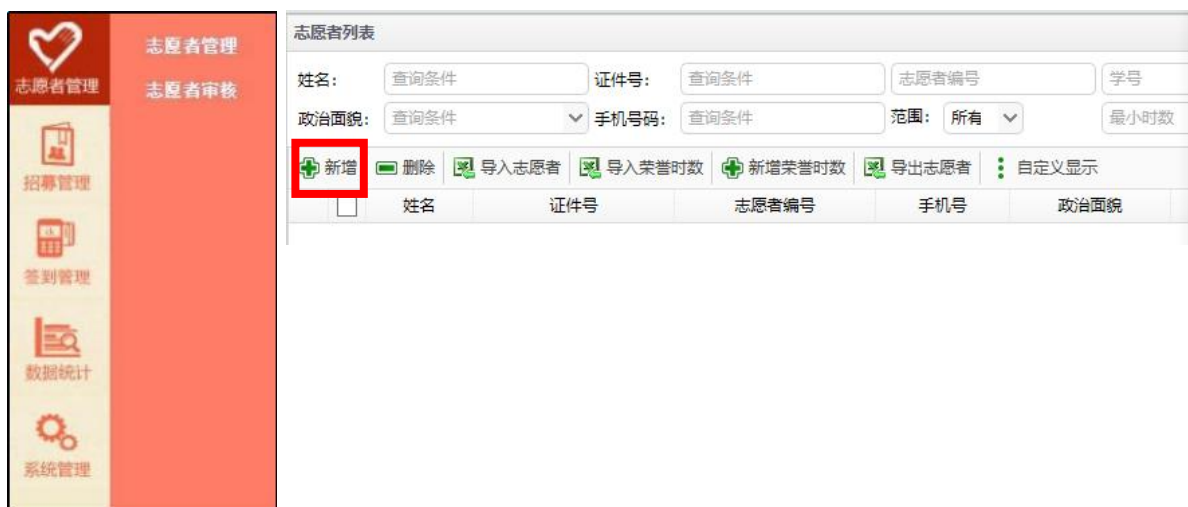 志愿者管理
志愿者审核
志愿者管理
招募管理
签到管理
数据统计
系统管理
志愿者列表
姓名： 查询条件 证件号： 查询条件 志愿者编号 学号
政治面貌： 查询条件 手机号码： 查询条件 范围： 所有 最小时数
新增 删除 导入志愿者 导入荣誉时数 新增荣誉时数 导出志愿者 自定义显示
姓名 证件号 志愿者编号 手机号 政治面貌